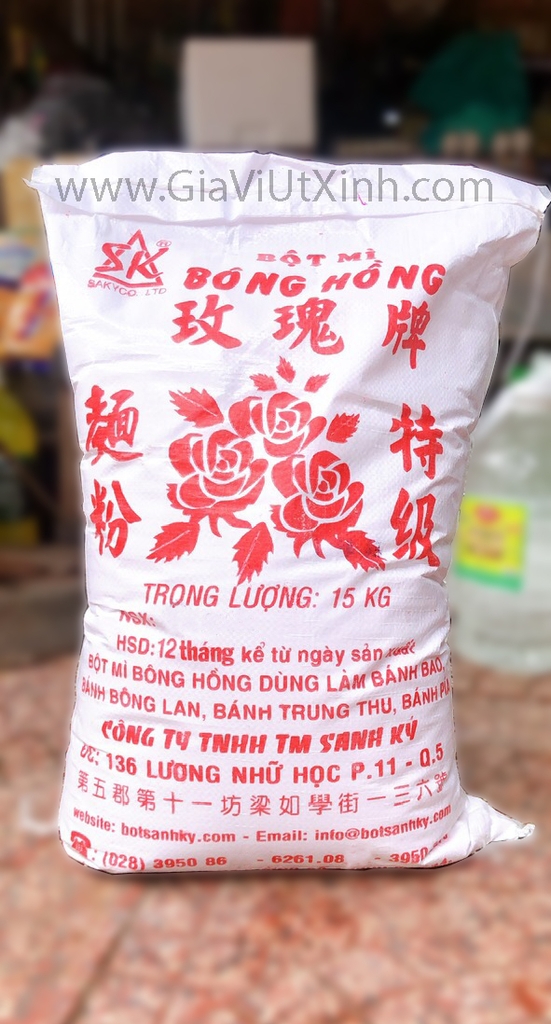 www.GiaViUtXinh.com
SK®
SAKYCO. LTD
BỘT MÌ
BÔNG HỒNG
玫瑰牌
麵粉
特级
TRỌNG LƯỢNG: 15 KG
NSX:
HSD: 12 tháng kể từ ngày sản
BỘT MÌ BÔNG HỒNG DÙNG LÀM BÁNH BAO,
BÁNH BÔNG LAN, BÁNH TRUNG THU, BÁNH
CÔNG TY TNHH TM SANH KÝ
ĐC: 136 LƯƠNG NHỮ HỌC P.11 - Q.5
第五郡第十一坊梁如學街一三六號
website: botsanhky.com - Email: info@botsanhky.com
☎: (028) 3950 86 - 6261.08 - 3950